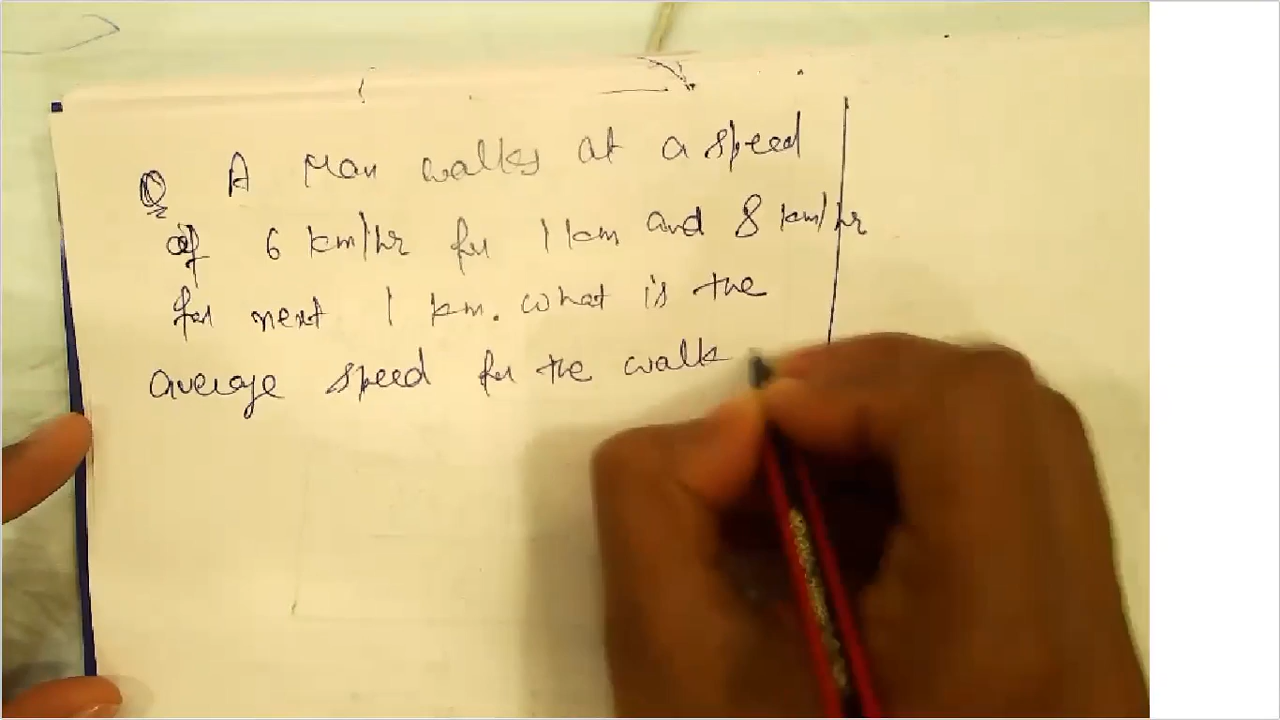 Q A Man walks at a speed
of 6 km/hr for 1 km and 8 km/hr
for next 1 km. what is the
average speed for the walk